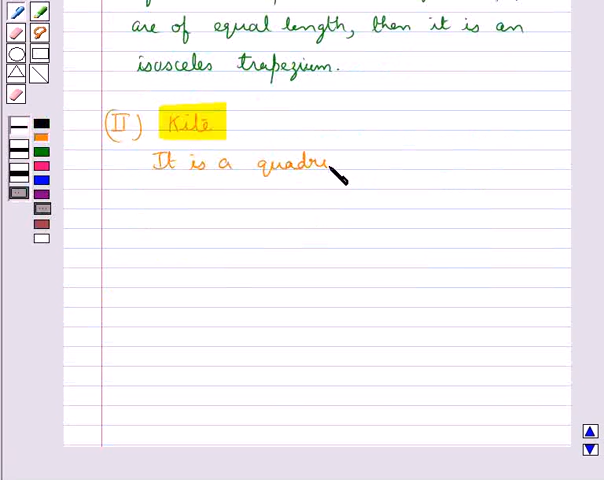 are of equal length, then it is an
isosceles trapezium.
(II) Kite
It is a quadri